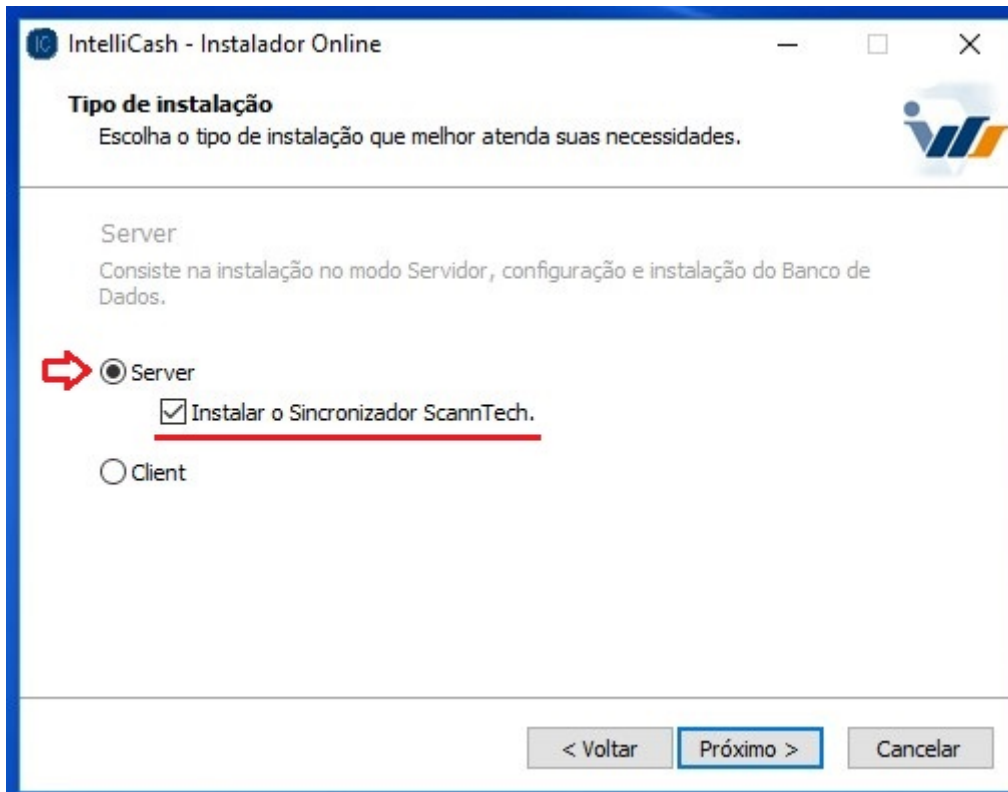 IntelliCash - Instalador Online
Tipo de instalação
Escolha o tipo de instalação que melhor atenda suas necessidades.
Server
Consiste na instalação no modo Servidor, configuração e instalação do Banco de
Dados.
Server
Instalar o Sincronizador ScannTech.
Client
< Voltar
Próximo >
Cancelar